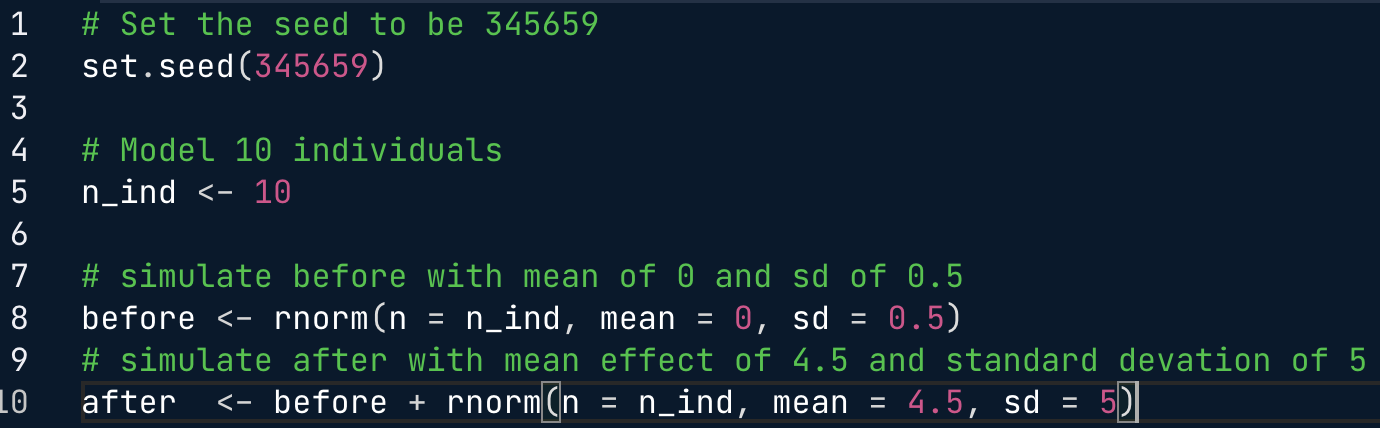 1 # Set the seed to be 345659
2 set.seed(345659)
3
4 # Model 10 individuals
5 n_ind <- 10
6
7 # simulate before with mean of 0 and sd of 0.5
8 before <- rnorm(n = n_ind, mean = 0, sd = 0.5)
9 # simulate after with mean effect of 4.5 and standard devation of 5
10 after  <- before + rnorm(n = n_ind, mean = 4.5, sd = 5)